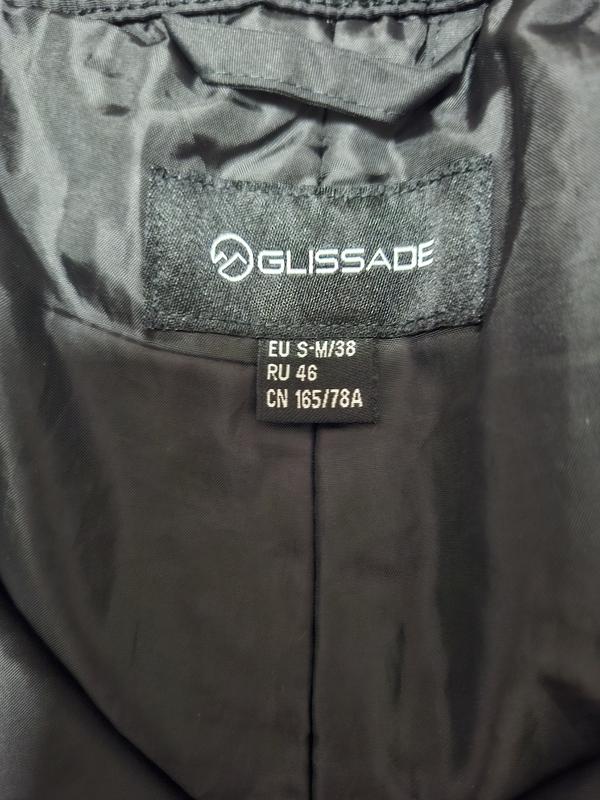 GLISSADE
EU S-M/38
RU 46
CN 165/78A